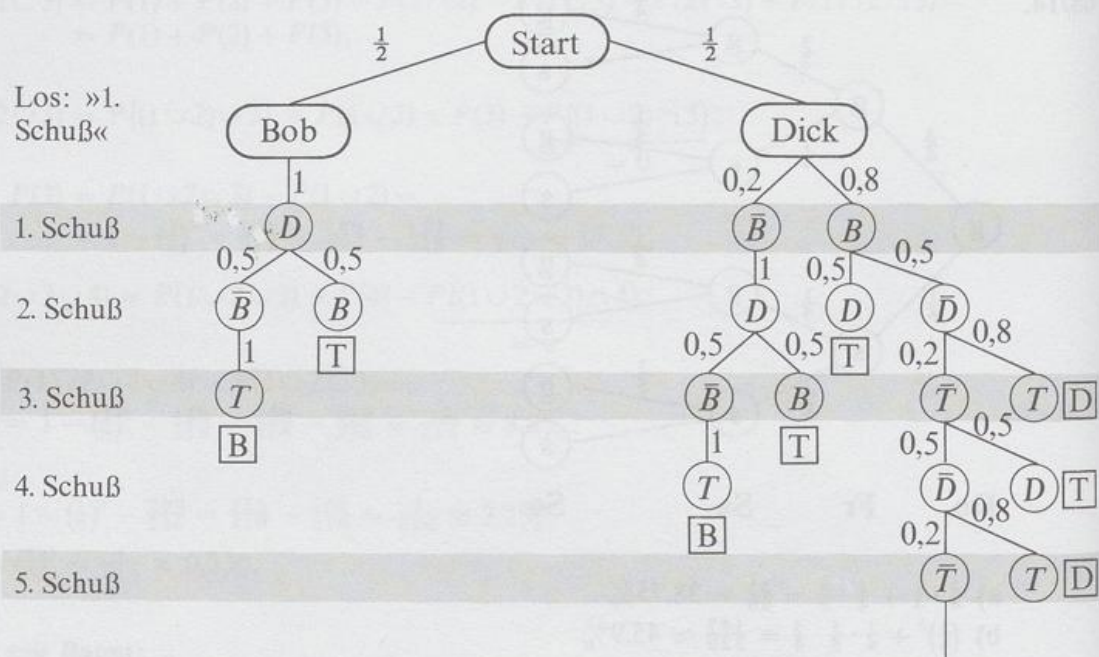 Start
1/2 1/2
Los: »1.
Schuß«
Bob Dick
1 0,2 0,8
1. Schuß D B̄ B
0,5 0,5 1 0,5 0,5
2. Schuß B̄ B D D D̄
T T
1 0,5 0,5 0,2 0,8
3. Schuß T B̄ B T̄ T D
B T
1 0,5 0,5
4. Schuß T D̄ D T
B
0,2 0,8
5. Schuß T̄ T D